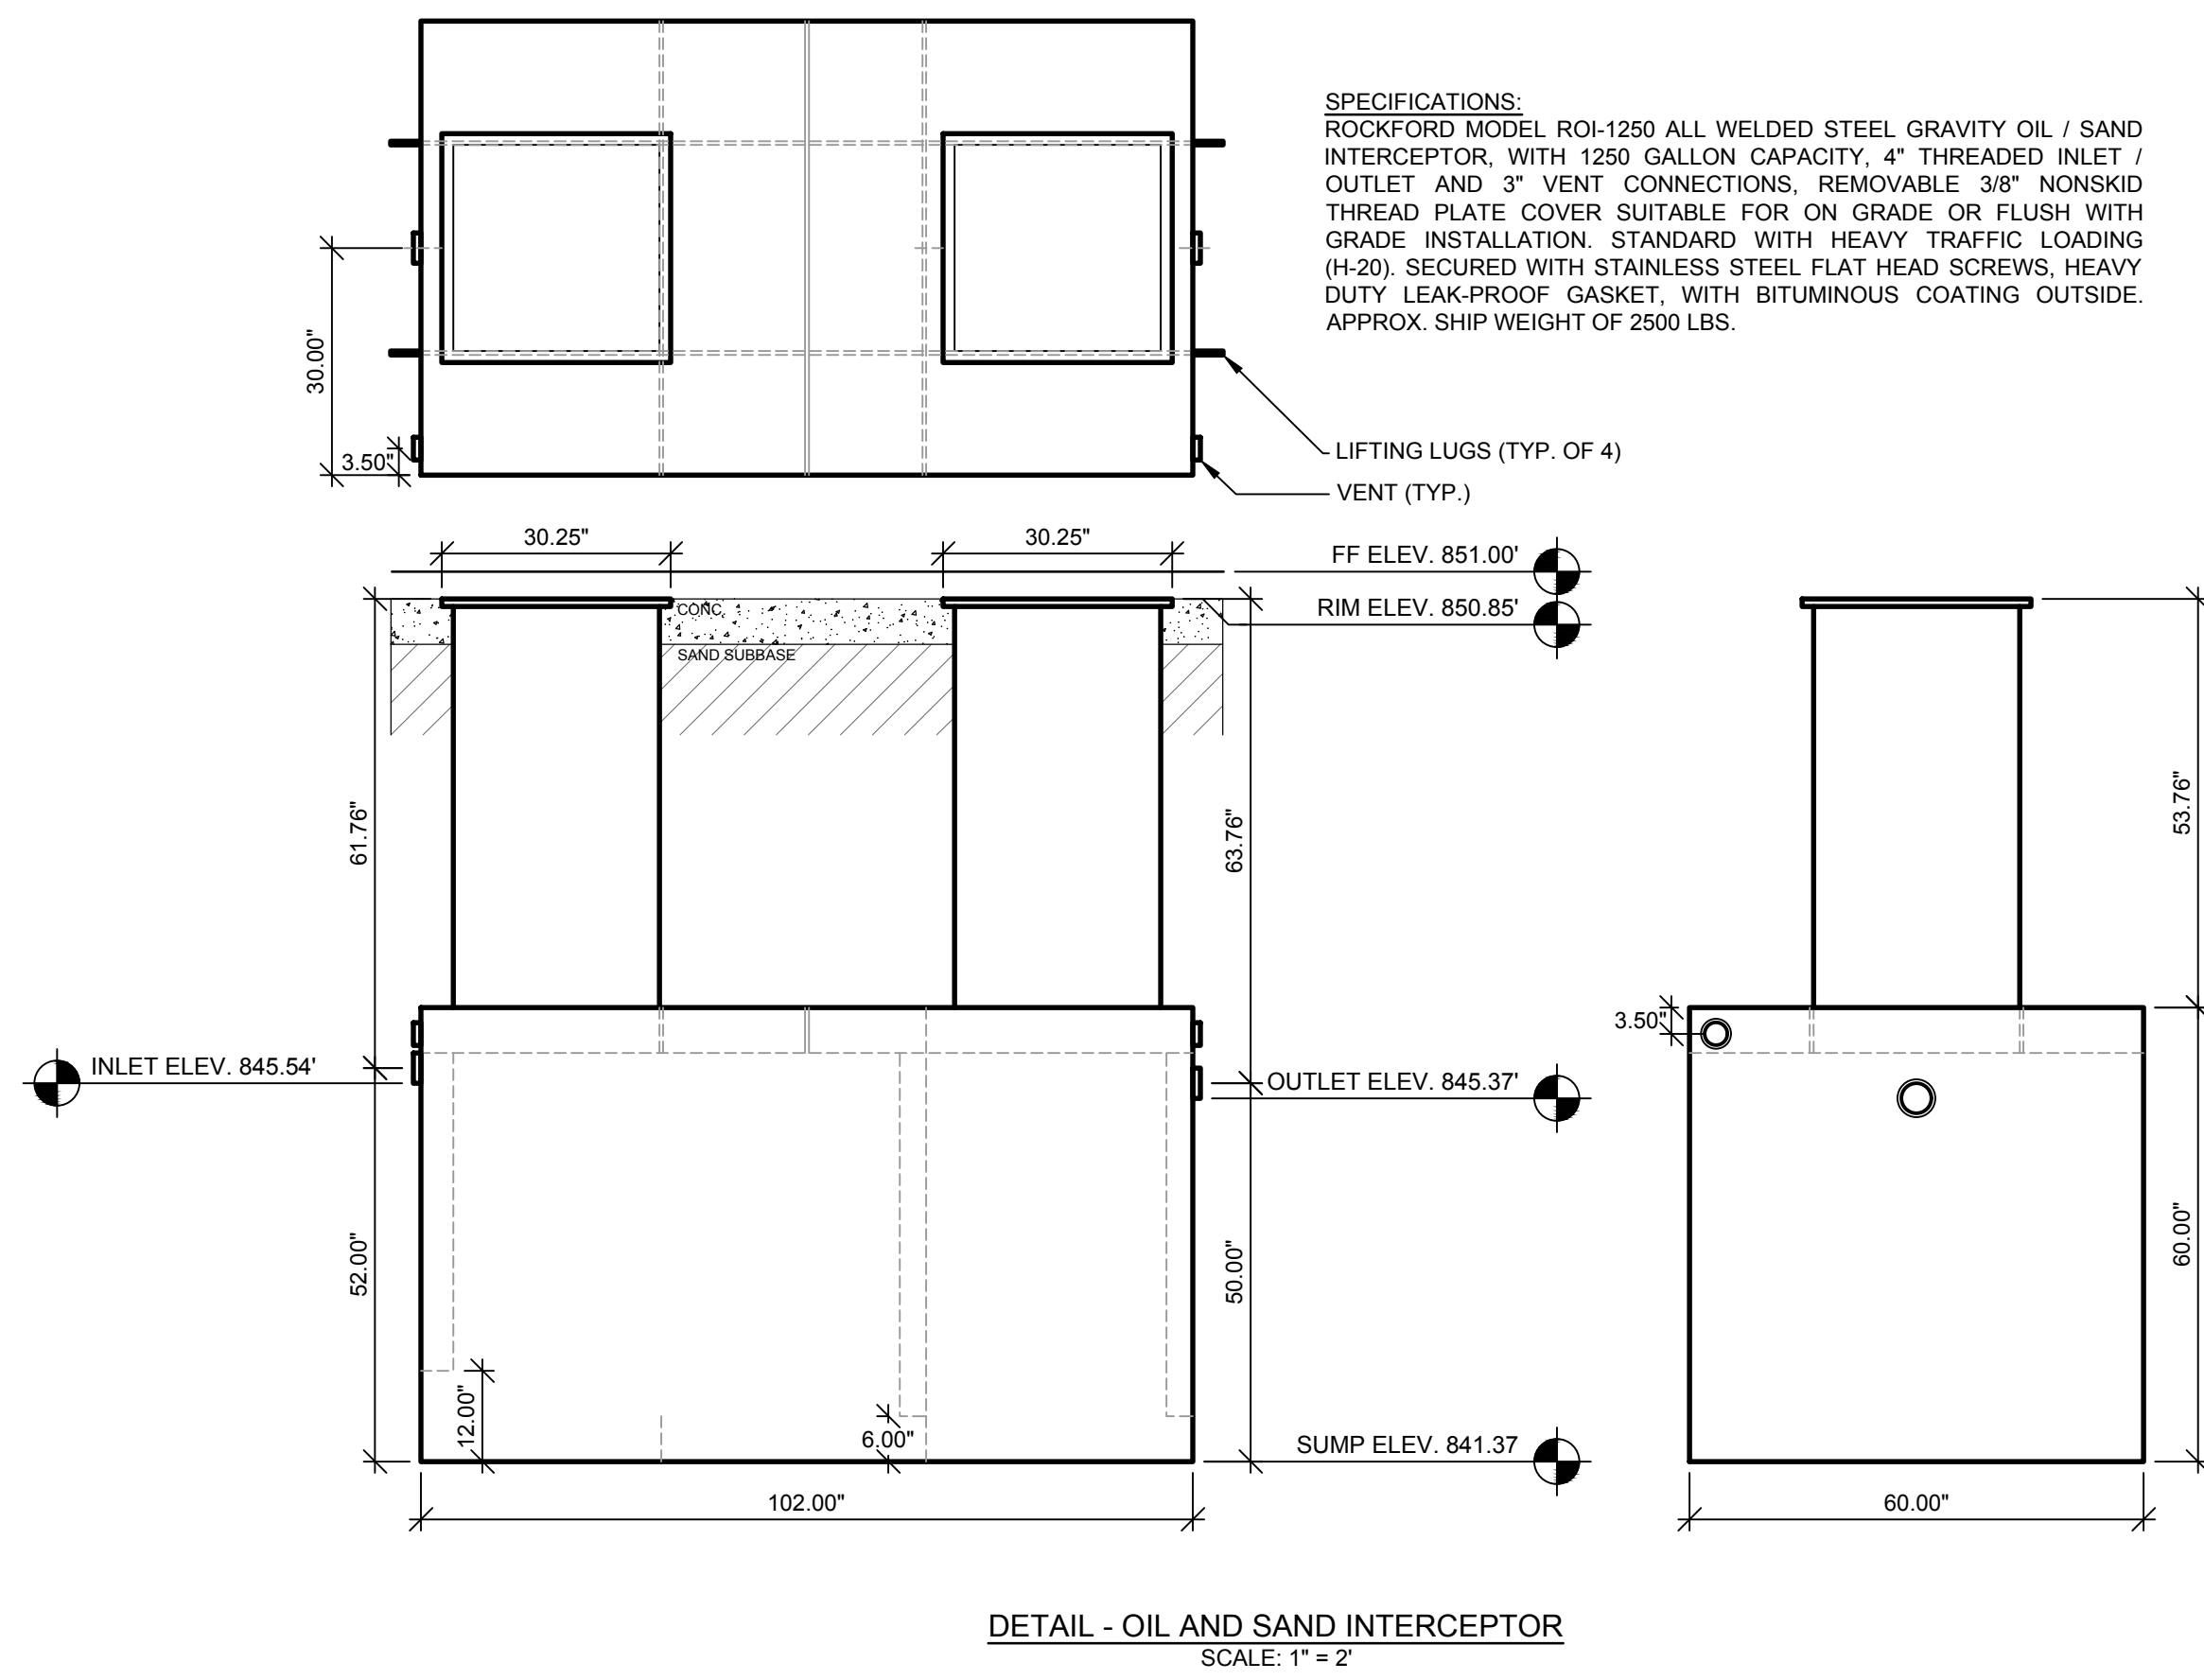 SPECIFICATIONS:
ROCKFORD MODEL ROI-1250 ALL WELDED STEEL GRAVITY OIL / SAND
INTERCEPTOR, WITH 1250 GALLON CAPACITY, 4" THREADED INLET /
OUTLET AND 3" VENT CONNECTIONS, REMOVABLE 3/8" NONSKID
THREAD PLATE COVER SUITABLE FOR ON GRADE OR FLUSH WITH
GRADE INSTALLATION. STANDARD WITH HEAVY TRAFFIC LOADING
(H-20). SECURED WITH STAINLESS STEEL FLAT HEAD SCREWS, HEAVY
DUTY LEAK-PROOF GASKET, WITH BITUMINOUS COATING OUTSIDE.
APPROX. SHIP WEIGHT OF 2500 LBS.
30.00"
3.50"
LIFTING LUGS (TYP. OF 4)
VENT (TYP.)
30.25"
30.25"
FF ELEV. 851.00'
RIM ELEV. 850.85'
CONC.
SAND SUBBASE
61.76"
63.76"
53.76"
3.50"
INLET ELEV. 845.54'
OUTLET ELEV. 845.37'
52.00"
50.00"
60.00"
12.00"
6.00"
SUMP ELEV. 841.37
102.00"
60.00"
DETAIL - OIL AND SAND INTERCEPTOR
SCALE: 1" = 2'